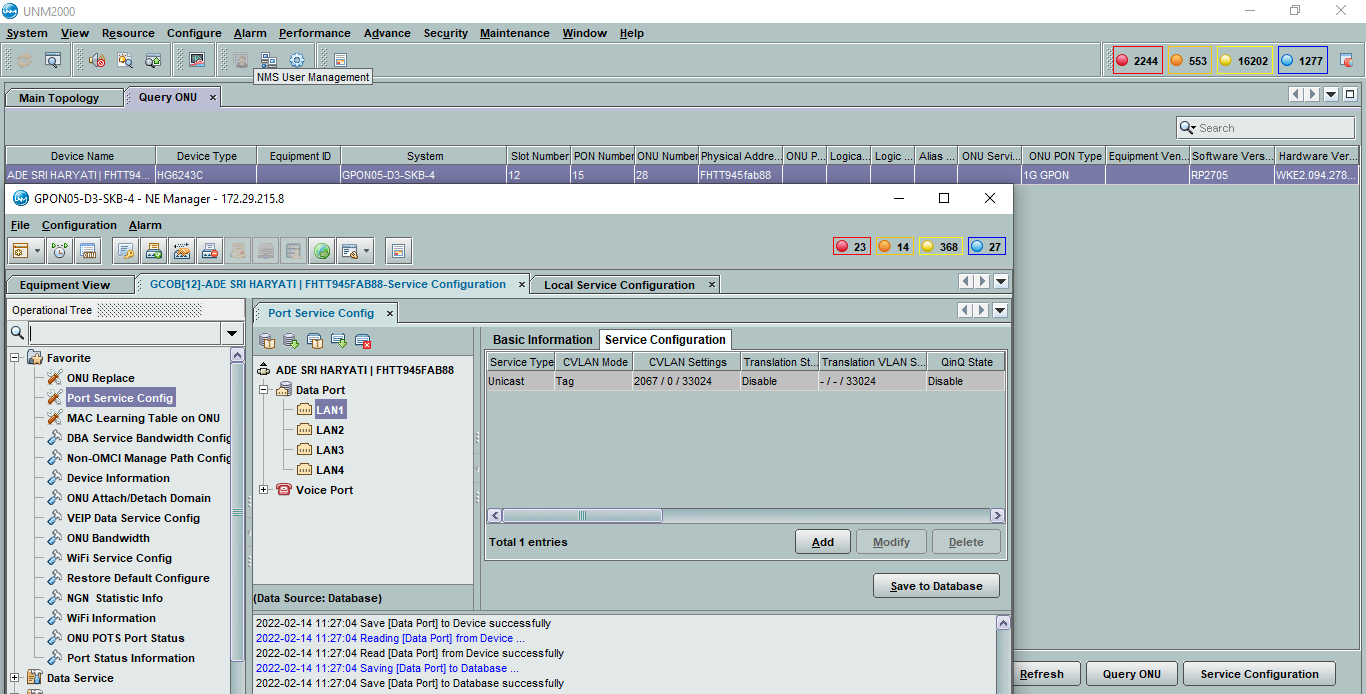 UNM2000
System View Resource Configure Alarm Performance Advance Security Maintenance Window Help
2244 553 16202 1277
NMS User Management
Main Topology Query ONU
Search
Device Name Device Type Equipment ID System Slot Number PON Number ONU Number Physical Addre... ONU P... Logica... Logic ... Alias ... ONU Servi... ONU PON Type Equipment Ven... Software Vers... Hardware Ver...
ADE SRI HARYATI | FHTT94... HG6243C GPON05-D3-SKB-4 12 15 28 FHTT945fab88 1G GPON RP2705 WKE2.094.278...
GPON05-D3-SKB-4 - NE Manager - 172.29.215.8
File Configuration Alarm
23 14 368 27
Equipment View GCOB[12]-ADE SRI HARYATI | FHTT945FAB88-Service Configuration Local Service Configuration
Operational Tree
Favorite
ONU Replace
Port Service Config
MAC Learning Table on ONU
DBA Service Bandwidth Config
Non-OMCI Manage Path Config
Device Information
ONU Attach/Detach Domain
VEIP Data Service Config
ONU Bandwidth
WiFi Service Config
Restore Default Configure
NGN Statistic Info
WiFi Information
ONU POTS Port Status
Port Status Information
Data Service
Port Service Config
ADE SRI HARYATI | FHTT945FAB88
Data Port
LAN1
LAN2
LAN3
LAN4
Voice Port
(Data Source: Database)
Basic Information Service Configuration
Service Type CVLAN Mode CVLAN Settings Translation St... Translation VLAN S... QinQ State
Unicast Tag 2067 / 0 / 33024 Disable - / - / 33024 Disable
Total 1 entries
Add Modify Delete
Save to Database
2022-02-14 11:27:04 Save [Data Port] to Device successfully
2022-02-14 11:27:04 Reading [Data Port] from Device ...
2022-02-14 11:27:04 Read [Data Port] from Device successfully
2022-02-14 11:27:04 Saving [Data Port] to Database ...
2022-02-14 11:27:04 Save [Data Port] to Database successfully
Refresh Query ONU Service Configuration